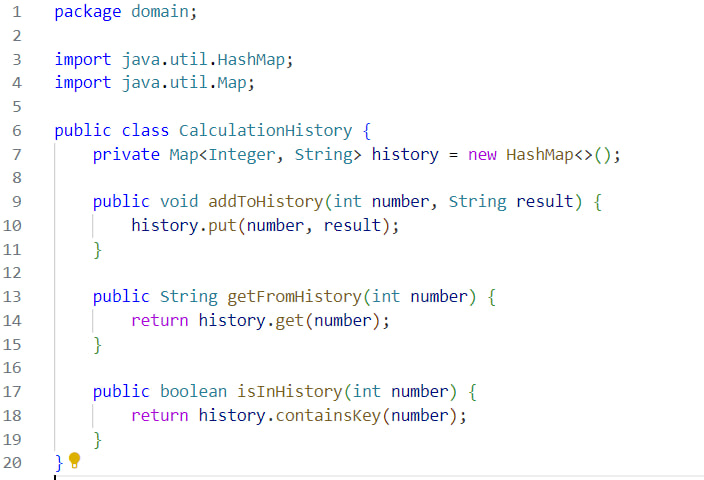 1 package domain;
2
3 import java.util.HashMap;
4 import java.util.Map;
5
6 public class CalculationHistory {
7     private Map<Integer, String> history = new HashMap<>();
8
9     public void addToHistory(int number, String result) {
10         history.put(number, result);
11     }
12
13     public String getFromHistory(int number) {
14         return history.get(number);
15     }
16
17     public boolean isInHistory(int number) {
18         return history.containsKey(number);
19     }
20 }